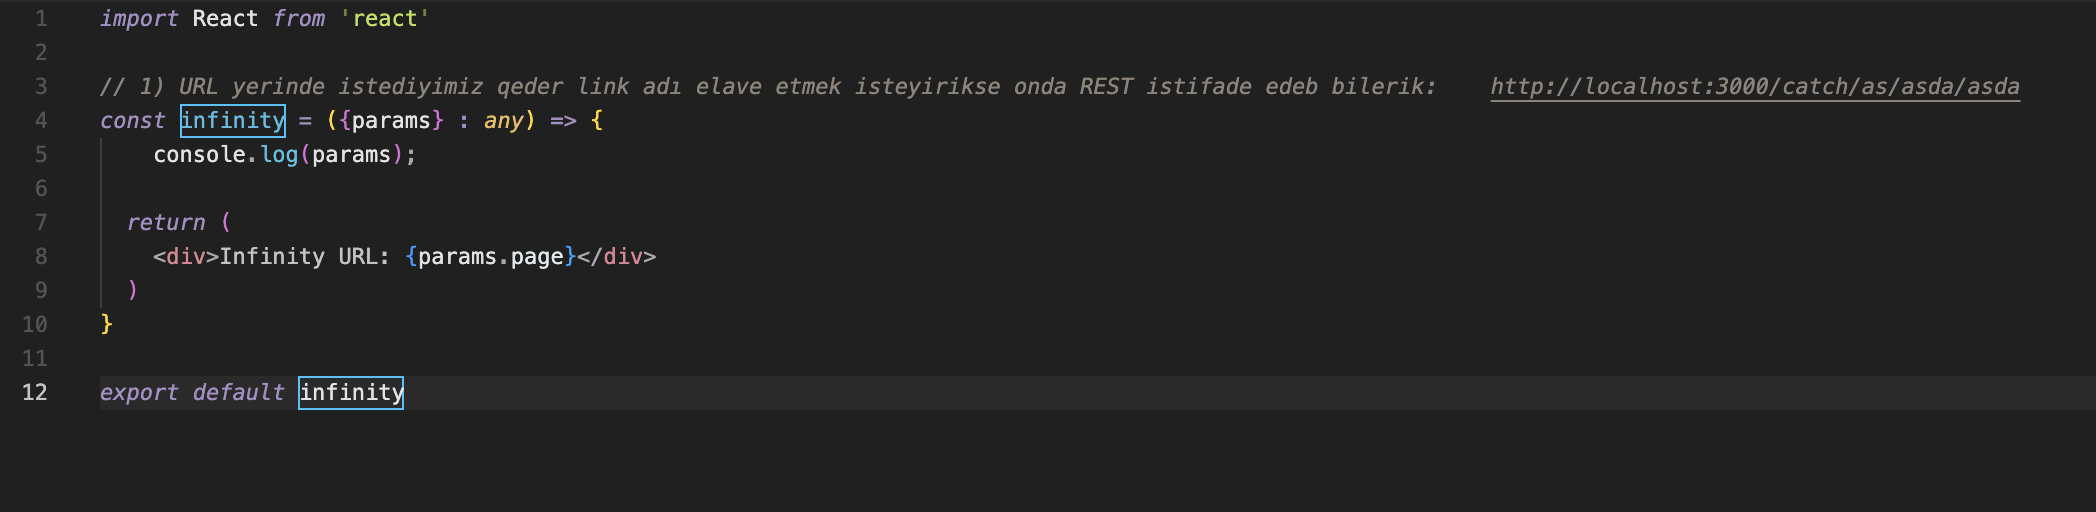 1 import React from 'react'
2
3 // 1) URL yerinde istediyimiz qeder link adı elave etmek isteyirikse onda REST istifade edeb bilerik: http://localhost:3000/catch/as/asda/asda
4 const infinity = ({params} : any) => {
5 console.log(params);
6
7 return (
8 <div>Infinity URL: {params.page}</div>
9 )
10 }
11
12 export default infinity